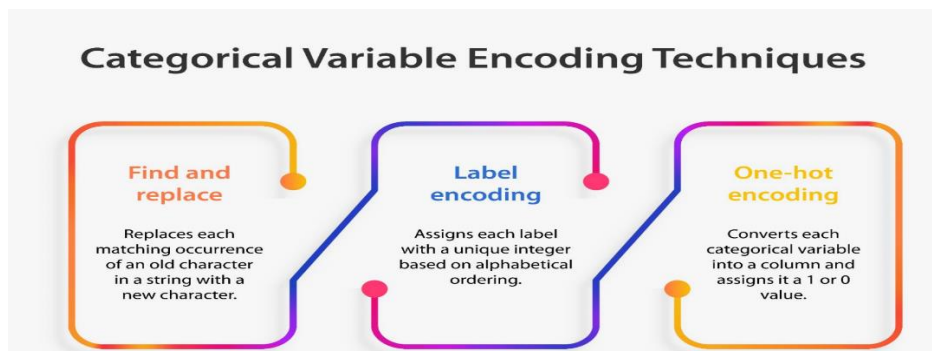 Categorical Variable Encoding Techniques
Find and
replace
Replaces each
matching occurrence
of an old character
in a string with a
new character.
Label
encoding
Assigns each label
with a unique integer
based on alphabetical
ordering.
One-hot
encoding
Converts each
categorical variable
into a column and
assigns it a 1 or 0
value.